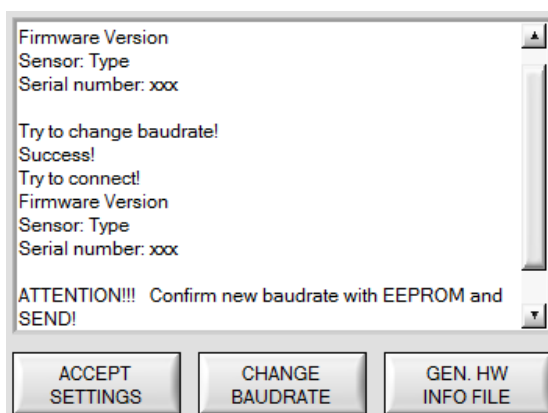 Firmware Version
Sensor: Type
Serial number: xxx
Try to change baudrate!
Success!
Try to connect!
Firmware Version
Sensor: Type
Serial number: xxx
ATTENTION!!!   Confirm new baudrate with EEPROM and
SEND!
ACCEPT
SETTINGS
CHANGE
BAUDRATE
GEN. HW
INFO FILE